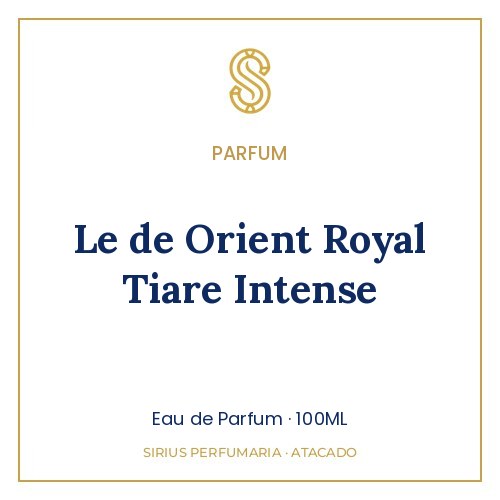 PARFUM
Le de Orient Royal
Tiare Intense
Eau de Parfum · 100ML
SIRIUS PERFUMARIA · ATACADO